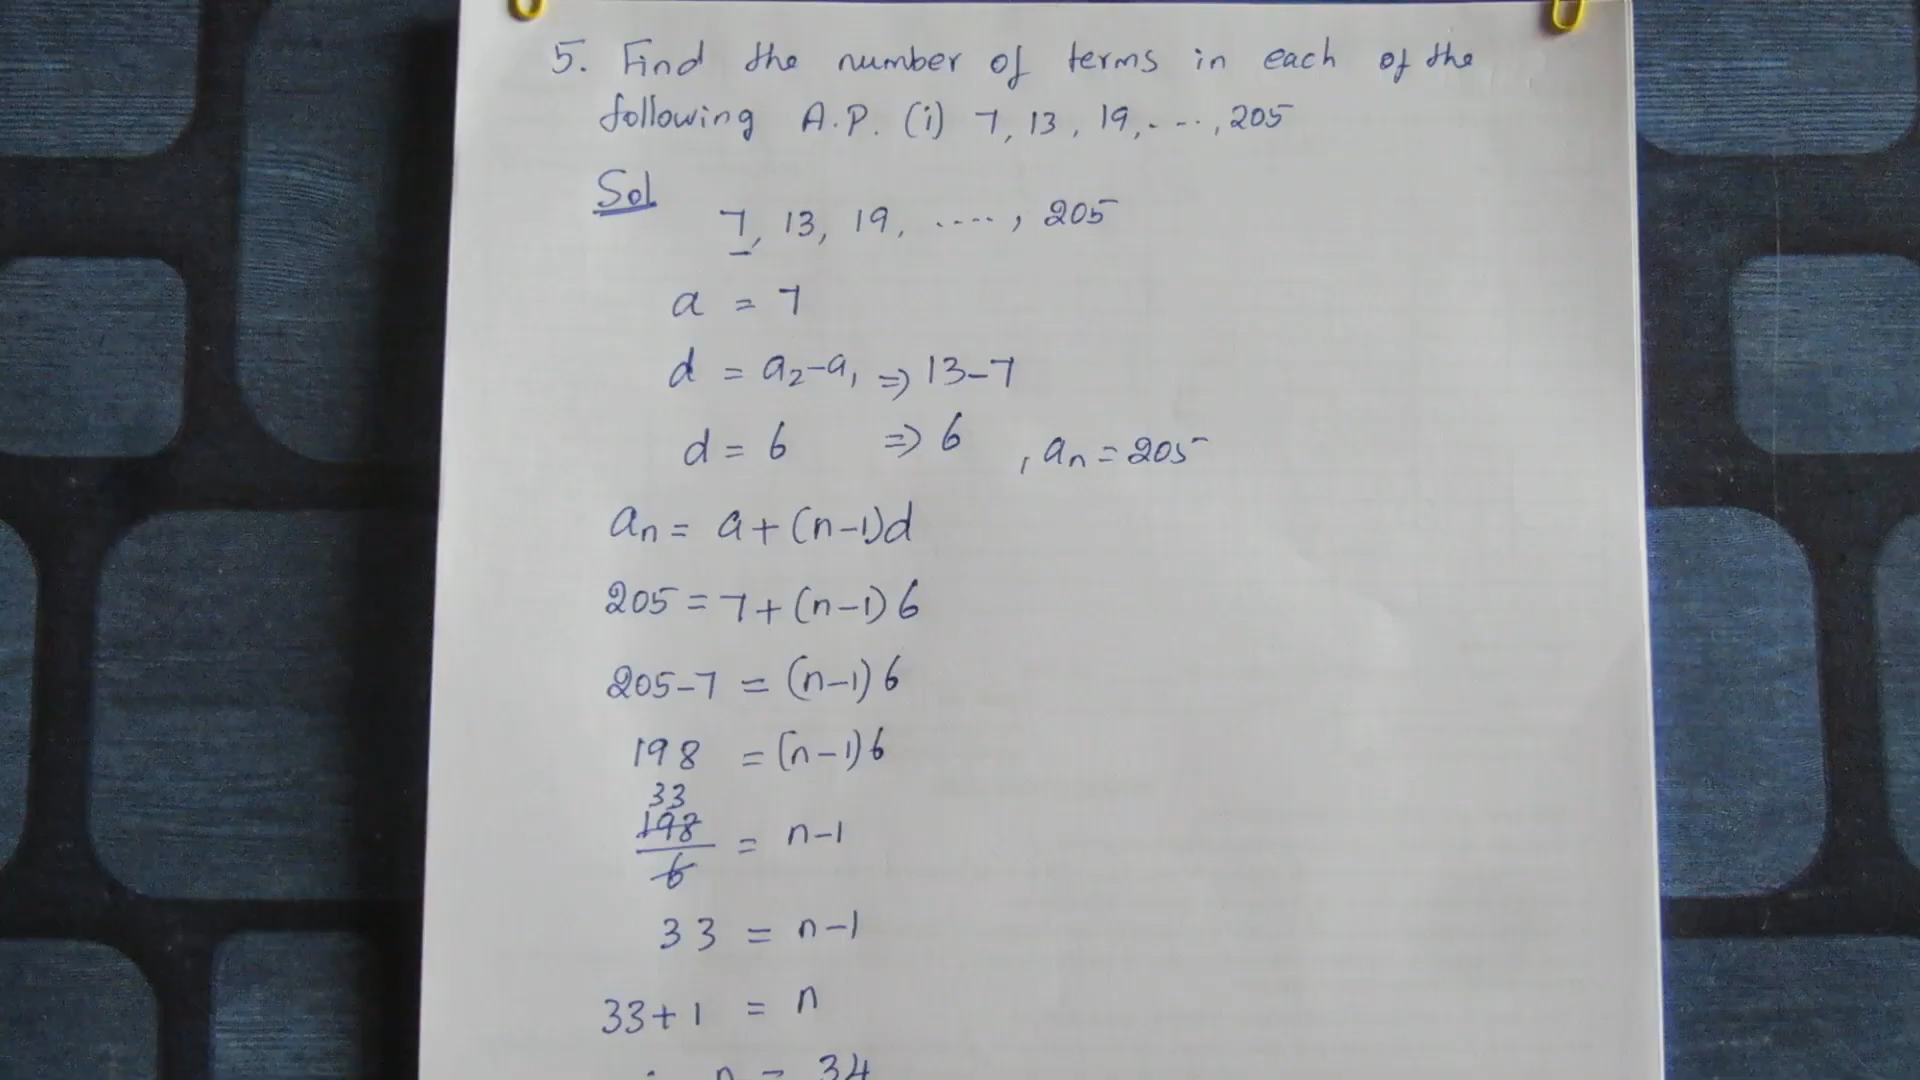 5. Find the number of terms in each of the
following A.P. (i) 7, 13, 19, - --, 205
Sol
7, 13, 19, ....., 205
a = 7
d = a₂-a₁ => 13-7
d = 6 => 6 , aₙ = 205
aₙ = a + (n-1)d
205 = 7 + (n-1) 6
205-7 = (n-1) 6
198 = (n-1) 6
33
198
6
= n-1
33 = n-1
33+1 = n
n = 34